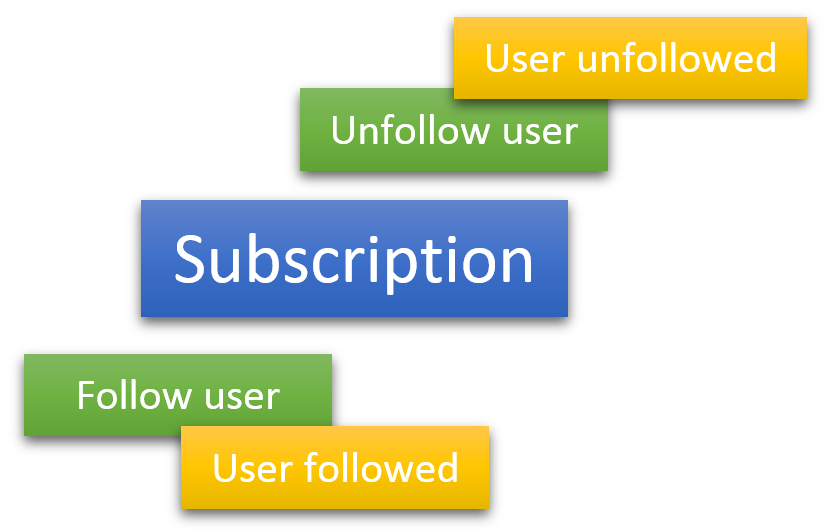 User unfollowed
Unfollow user
Subscription
Follow user
User followed